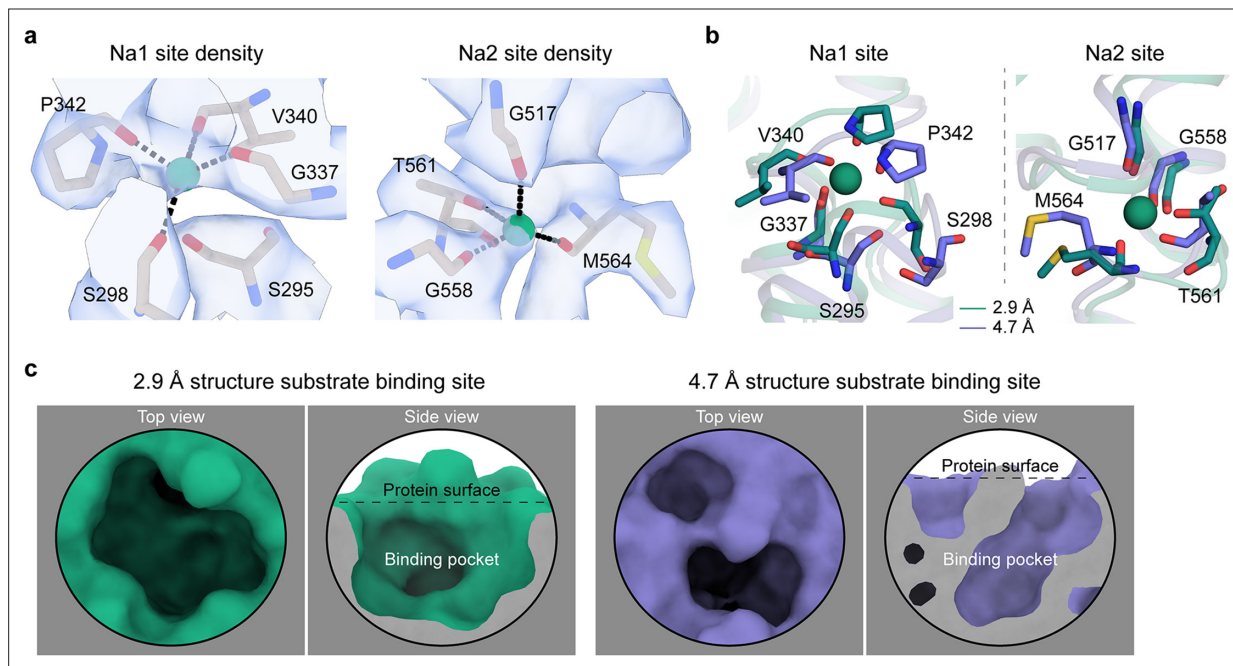 a
Na1 site density
Na2 site density
P342
V340
G337
S298
S295
G517
T561
G558
M564
b
Na1 site
Na2 site
V340
P342
G337
S298
S295
G517
G558
M564
T561
2.9 Å
4.7 Å
c
2.9 Å structure substrate binding site
4.7 Å structure substrate binding site
Top view
Side view
Protein surface
Binding pocket
Top view
Side view
Protein surface
Binding pocket